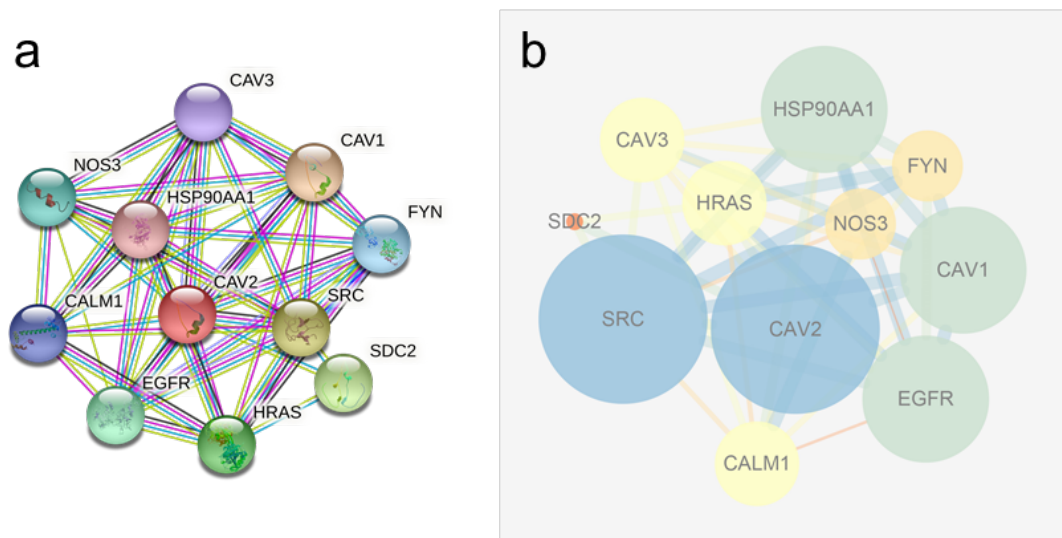 a
CAV3
CAV1
NOS3
HSP90AA1
FYN
CAV2
CALM1
SRC
SDC2
EGFR
HRAS
b
HSP90AA1
CAV3
FYN
HRAS
SDC2
NOS3
CAV1
SRC
CAV2
EGFR
CALM1